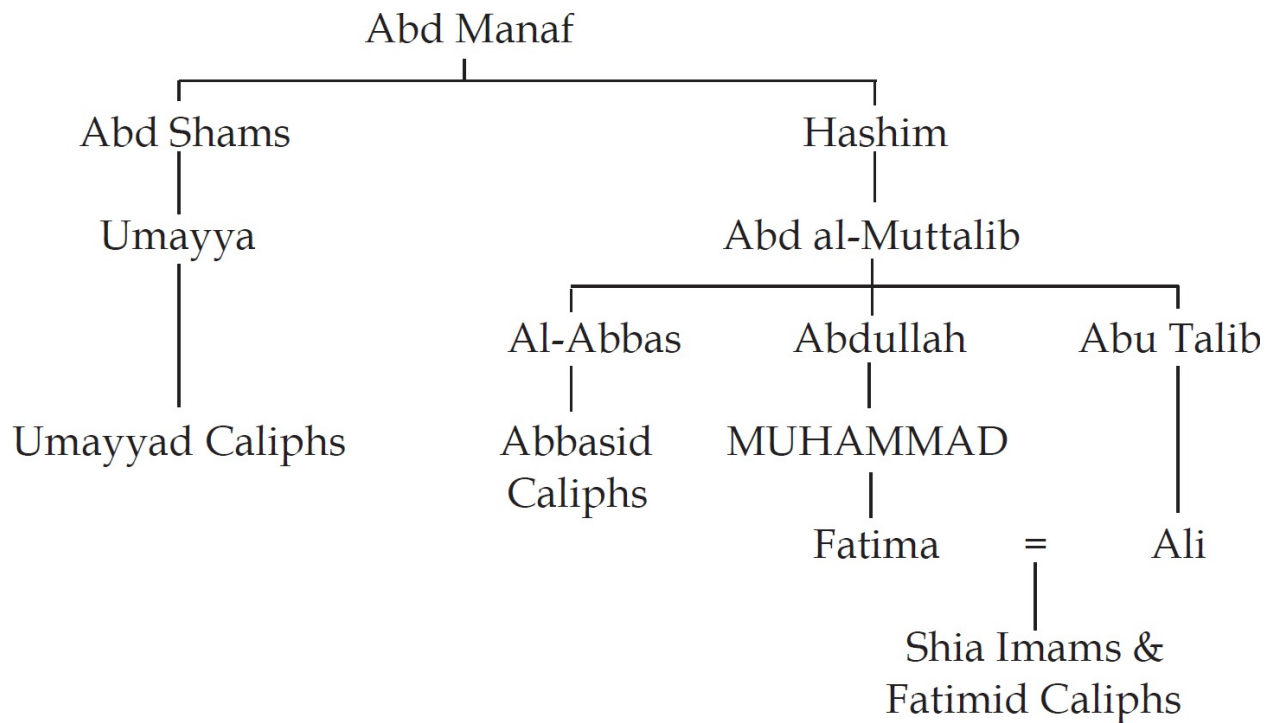 Abd Manaf
Abd Shams
Hashim
Umayya
Abd al-Muttalib
Al-Abbas
Abdullah
Abu Talib
Umayyad Caliphs
Abbasid
Caliphs
MUHAMMAD
Fatima = Ali
Shia Imams &
Fatimid Caliphs